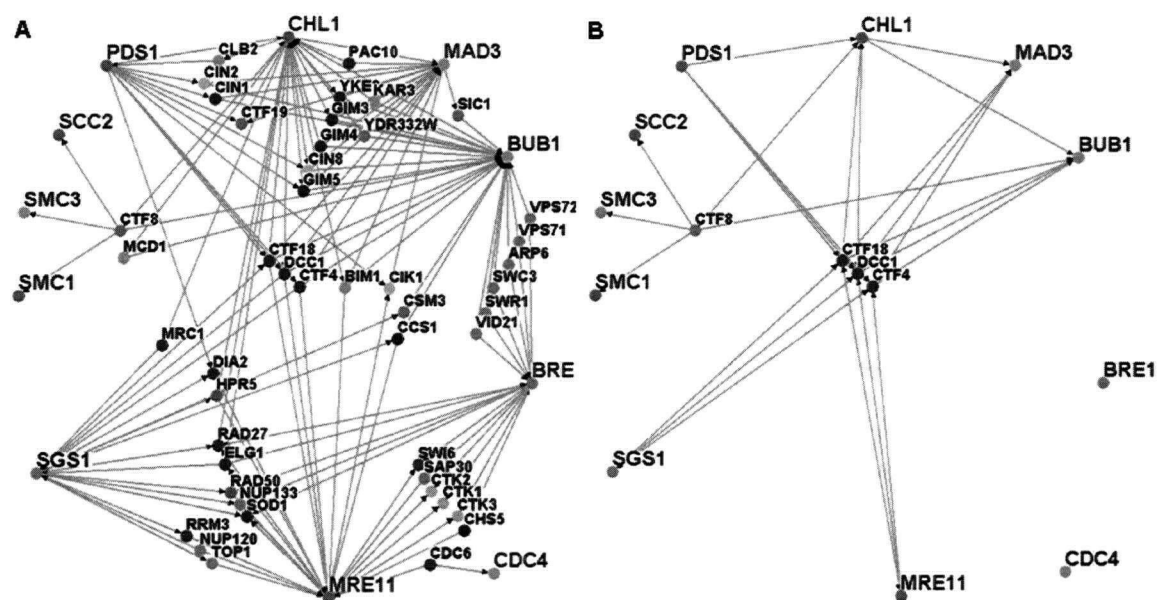 A
CHL1
PDS1
CLB2
PAC10
MAD3
CIN2
CIN1
YKE
KAR3
GIM3
SIC1
CTF19
YDR332W
SCC2
GIM4
BUB1
CIN8
GIM5
SMC3
CTF8
VPS72
VPS71
MCD1
ARP6
CTF18
DCC1
SMC1
CTF4
BIM1
CIK1
SWC3
CSM3
SWR1
VID21
MRC1
CCS1
DIA2
BRE
HPR5
RAD27
ELG1
SWI6
SGS1
SAP30
RAD50
CTK2
NUP133
CTK1
SOD1
CTK3
CHS5
RRM3
NUP120
TOP1
CDC6
CDC4
MRE11
B
CHL1
PDS1
MAD3
SCC2
BUB1
SMC3
CTF8
CTF18
DCC1
SMC1
CTF4
BRE1
SGS1
CDC4
MRE11